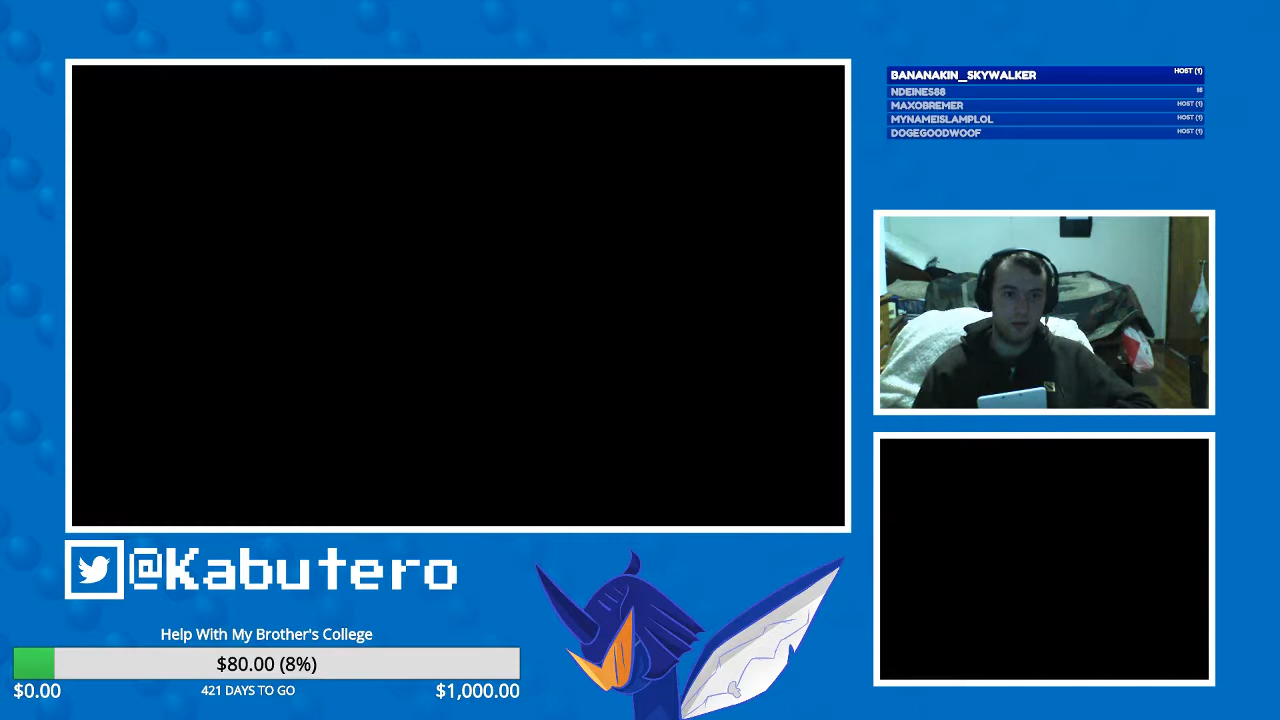 BANANAKIN_SKYWALKER HOST (1)
NDEINES88
MAXOBREMER HOST (1)
MYNAMEISLAMPLOL HOST (1)
DOGEGOODWOOF HOST (1)
@Kabutero
Help With My Brother's College
$80.00 (8%)
$0.00 421 DAYS TO GO $1,000.00